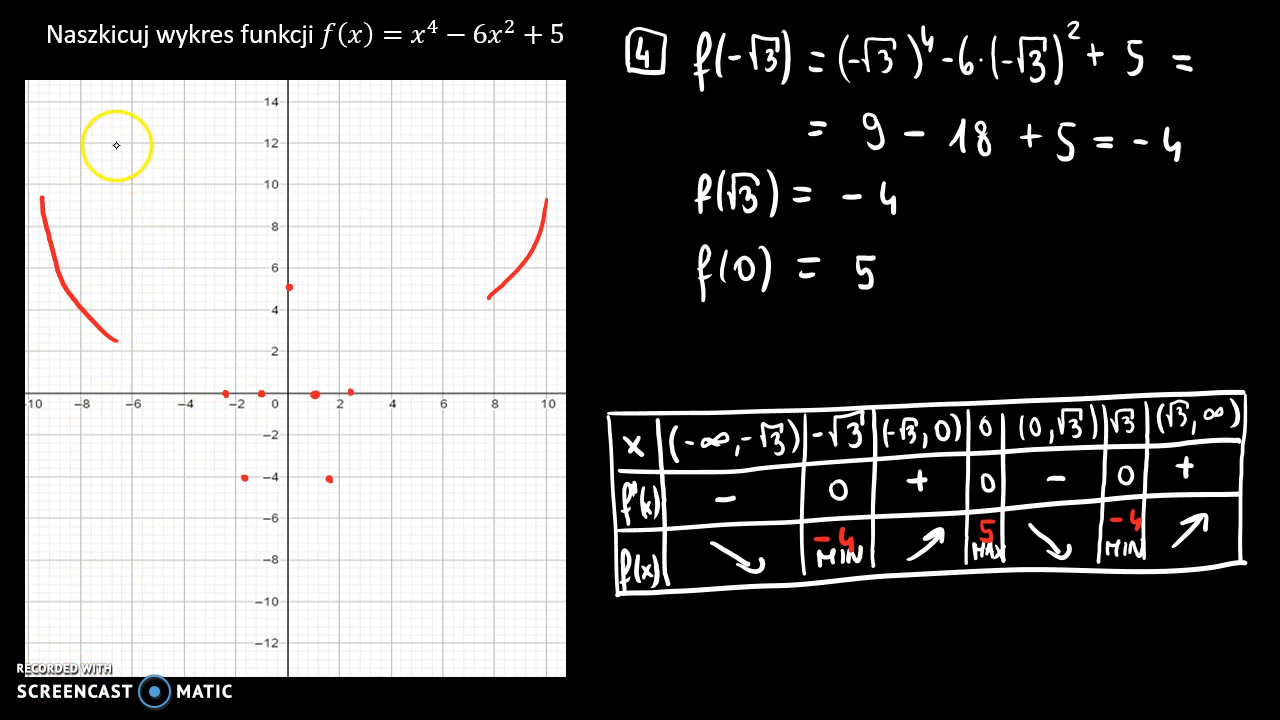 Naszkicuj wykres funkcji f(x) = x⁴ − 6x² + 5
4 f(-√3) = (-√3)⁴ - 6·(-√3)² + 5 =
= 9 - 18 + 5 = -4
f(√3) = -4
f(0) = 5
14
12
10
8
6
4
2
10 −8 −6 −4 −2 0 2 4 6 8 10
−2
−4
−6
−8
−10
−12
x (-∞,-√3) -√3 (-√3,0) 0 (0,√3) √3 (√3,∞)
f'(x) - 0 + 0 - 0 +
f(x) ↘ -4 MIN ↗ 5 MAX ↘ -4 MIN ↗
RECORDED WITH
SCREENCAST MATIC